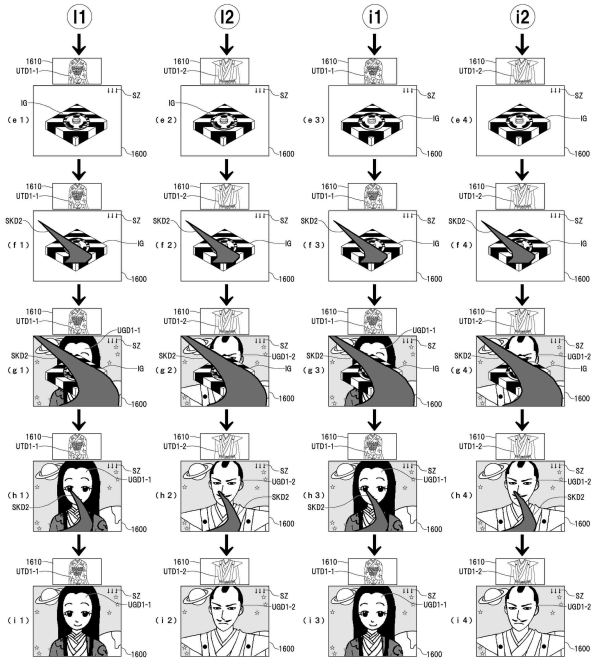 I1 I2 i1 i2
1610 1610 1610 1610
UTD1-1 UTD1-2 UTD1-1 UTD1-2
SZ SZ SZ SZ
IG IG
(e1) (e2) (e3) IG (e4) IG
1600 1600 1600 1600
1610 1610 1610 1610
UTD1-1 UTD1-2 UTD1-1 UTD1-2
SKD2 SZ SKD2 SZ SKD2 SZ SKD2 SZ
(f1) IG (f2) IG (f3) IG (f4) IG
1600 1600 1600 1600
1610 1610 1610 1610
UTD1-1 UTD1-2 UTD1-1 UTD1-2
UGD1-1 UGD1-1
SZ SZ SZ SZ
SKD2 SKD2 UGD1-2 SKD2 SKD2 UGD1-2
(g1) IG (g2) IG (g3) IG (g4) IG
1600 1600 1600 1600
1610 1610 1610 1610
UTD1-1 UTD1-2 UTD1-1 UTD1-2
SZ SZ SZ SZ
UGD1-1 UGD1-2 UGD1-1 UGD1-2
(h1) (h2) SKD2 (h3) (h4) SKD2
SKD2 SKD2
1600 1600 1600 1600
1610 1610 1610 1610
UTD1-1 UTD1-2 UTD1-1 UTD1-2
SZ SZ SZ SZ
UGD1-1 UGD1-2 UGD1-1 UGD1-2
(i1) (i2) (i3) (i4)
1600 1600 1600 1600